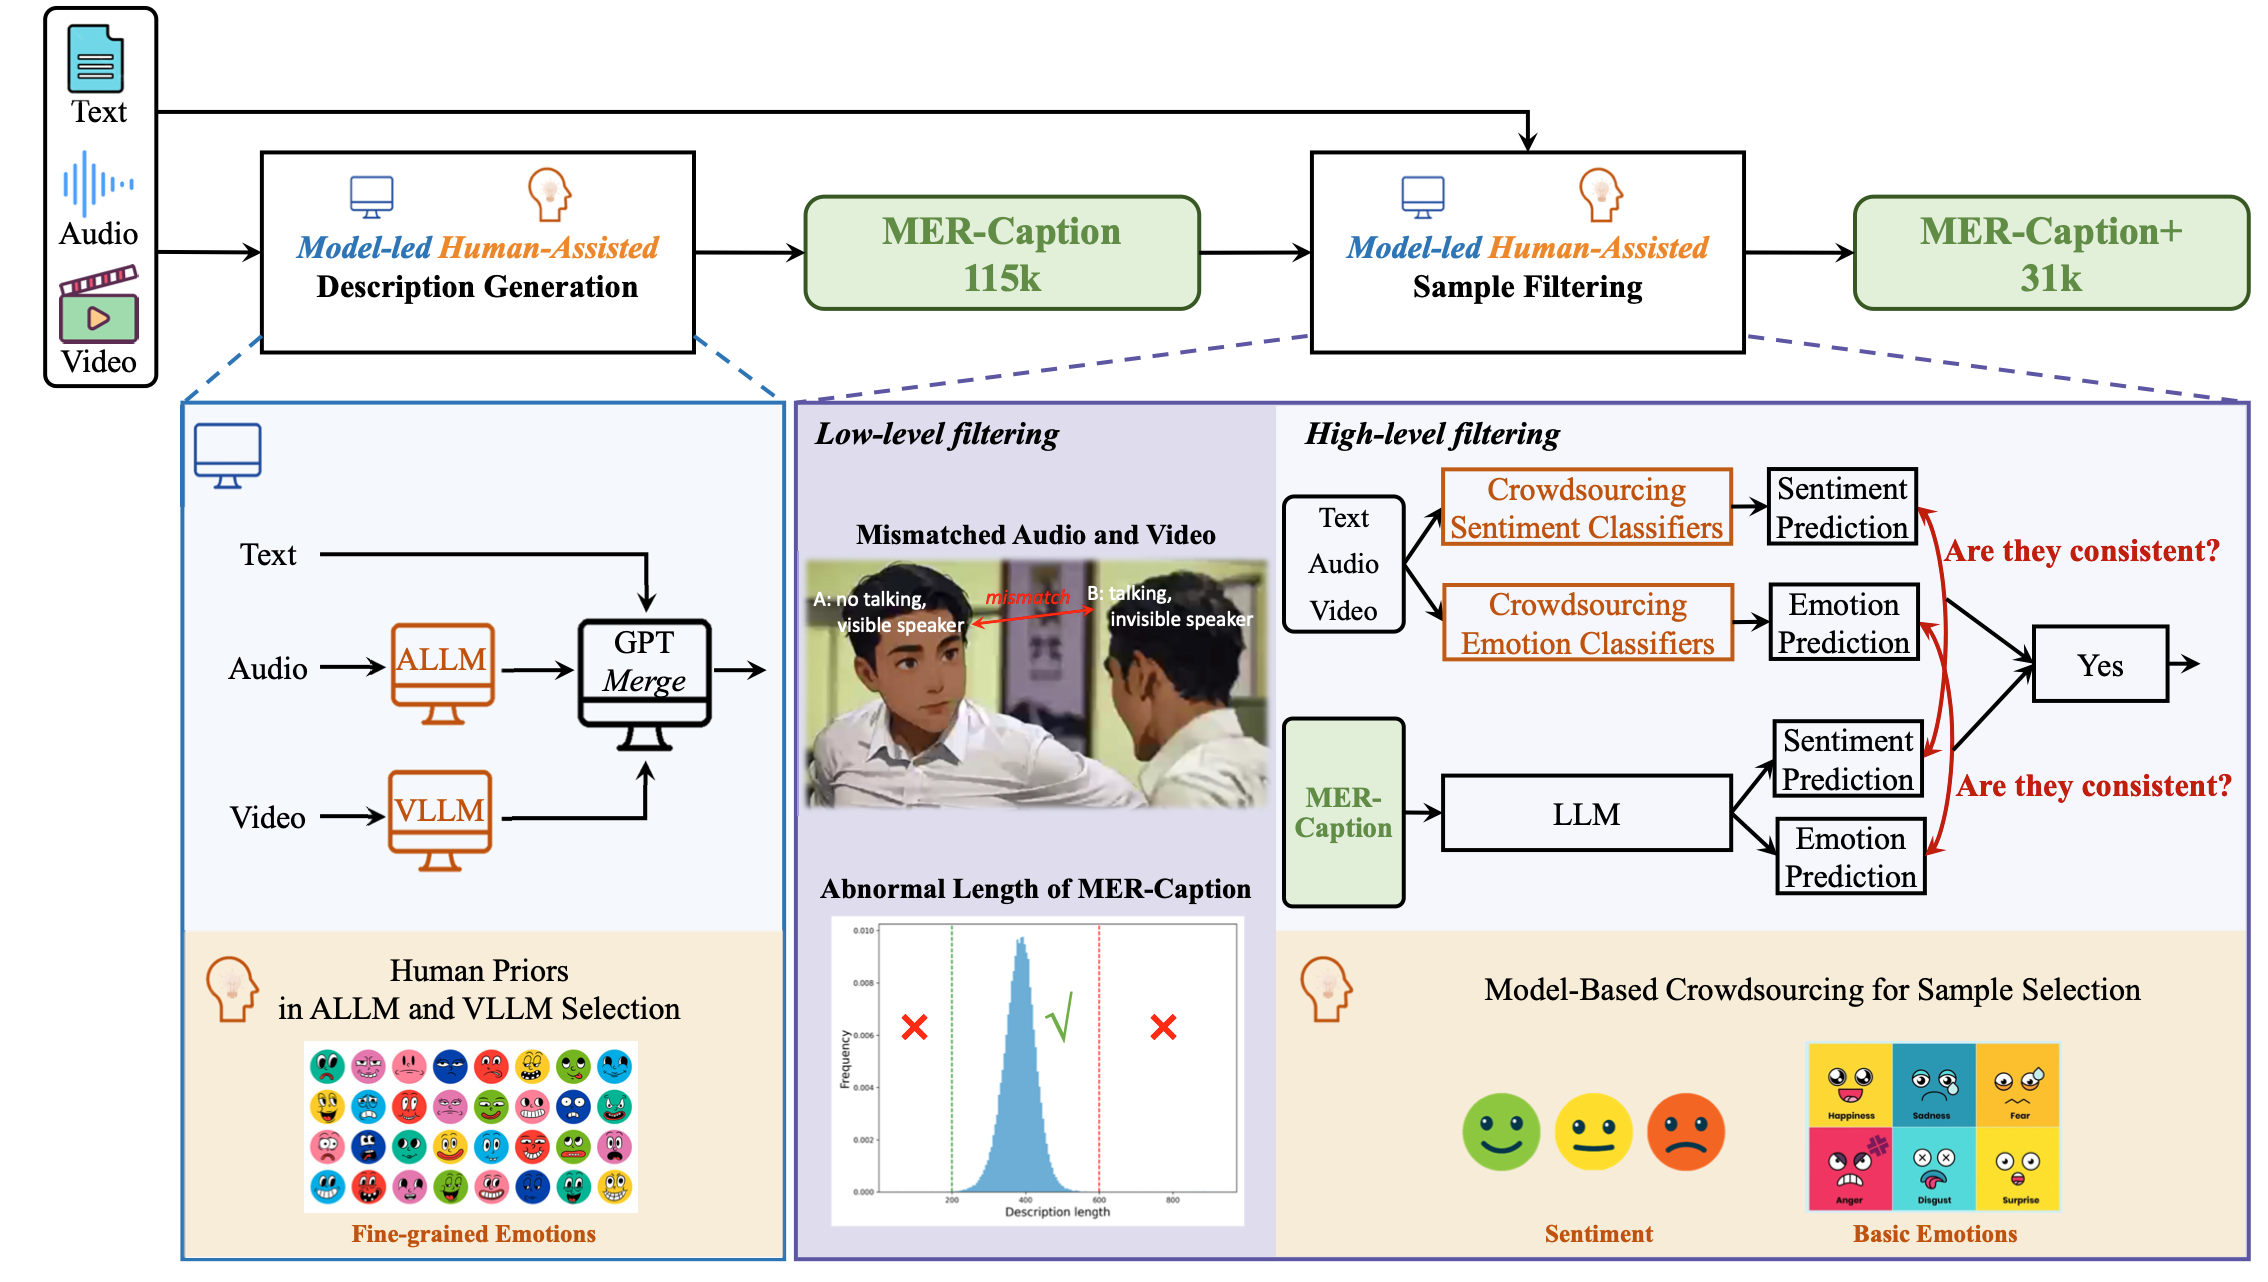 Text
Audio
Video
Model-led Human-Assisted
Description Generation
MER-Caption
115k
Model-led Human-Assisted
Sample Filtering
MER-Caption+
31k
Text
Audio
Video
ALLM
VLLM
GPT
Merge
Human Priors
in ALLM and VLLM Selection
Fine-grained Emotions
Low-level filtering
Mismatched Audio and Video
A: no talking,
visible speaker
mismatch
B: talking,
invisible speaker
Abnormal Length of MER-Caption
0.010
0.008
0.006
0.004
0.002
0.000
Frequency
200
400
600
800
Description length
High-level filtering
Text
Audio
Video
Crowdsourcing
Sentiment Classifiers
Sentiment
Prediction
Crowdsourcing
Emotion Classifiers
Emotion
Prediction
Are they consistent?
Yes
MER-
Caption
LLM
Sentiment
Prediction
Emotion
Prediction
Are they consistent?
Model-Based Crowdsourcing for Sample Selection
Sentiment
Happiness
Sadness
Fear
Anger
Disgust
Surprise
Basic Emotions